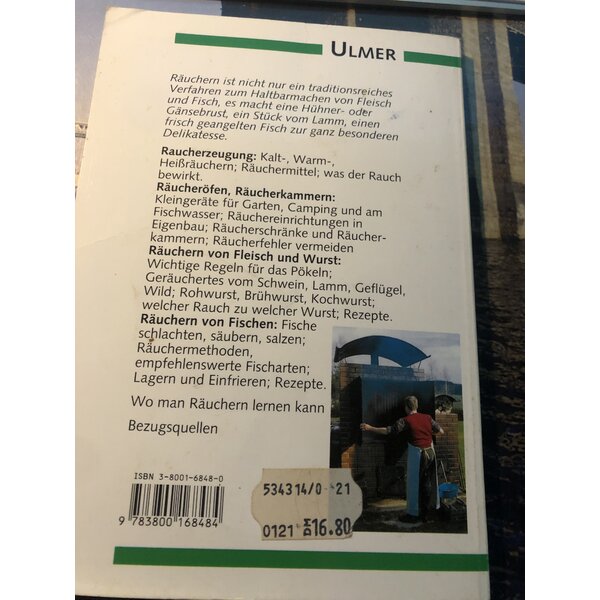 ULMER
Räuchern ist nicht nur ein traditionsreiches
Verfahren zum Haltbarmachen von Fleisch
und Fisch, es macht eine Hühner- oder
Gänsebrust, ein Stück vom Lamm, einen
frisch geangelten Fisch zur ganz besonderen
Delikatesse.
Raucherzeugung: Kalt-, Warm-,
Heißräuchern; Räuchermittel; was der Rauch
bewirkt.
Räucheröfen, Räucherkammern:
Kleingeräte für Garten, Camping und am
Fischwasser; Räuchereinrichtungen in
Eigenbau; Räucherschränke und Räucher-
kammern; Räucherfehler vermeiden
Räuchern von Fleisch und Wurst:
Wichtige Regeln für das Pökeln;
Geräuchertes vom Schwein, Lamm, Geflügel,
Wild; Rohwurst, Brühwurst, Kochwurst;
welcher Rauch zu welcher Wurst; Rezepte.
Räuchern von Fischen: Fische
schlachten, säubern, salzen;
Räuchermethoden,
empfehlenswerte Fischarten;
Lagern und Einfrieren; Rezepte.
Wo man Räuchern lernen kann
Bezugsquellen
ISBN 3-8001-6848-0
9 783800 168484
534314/0 21
0121 DM 16.80